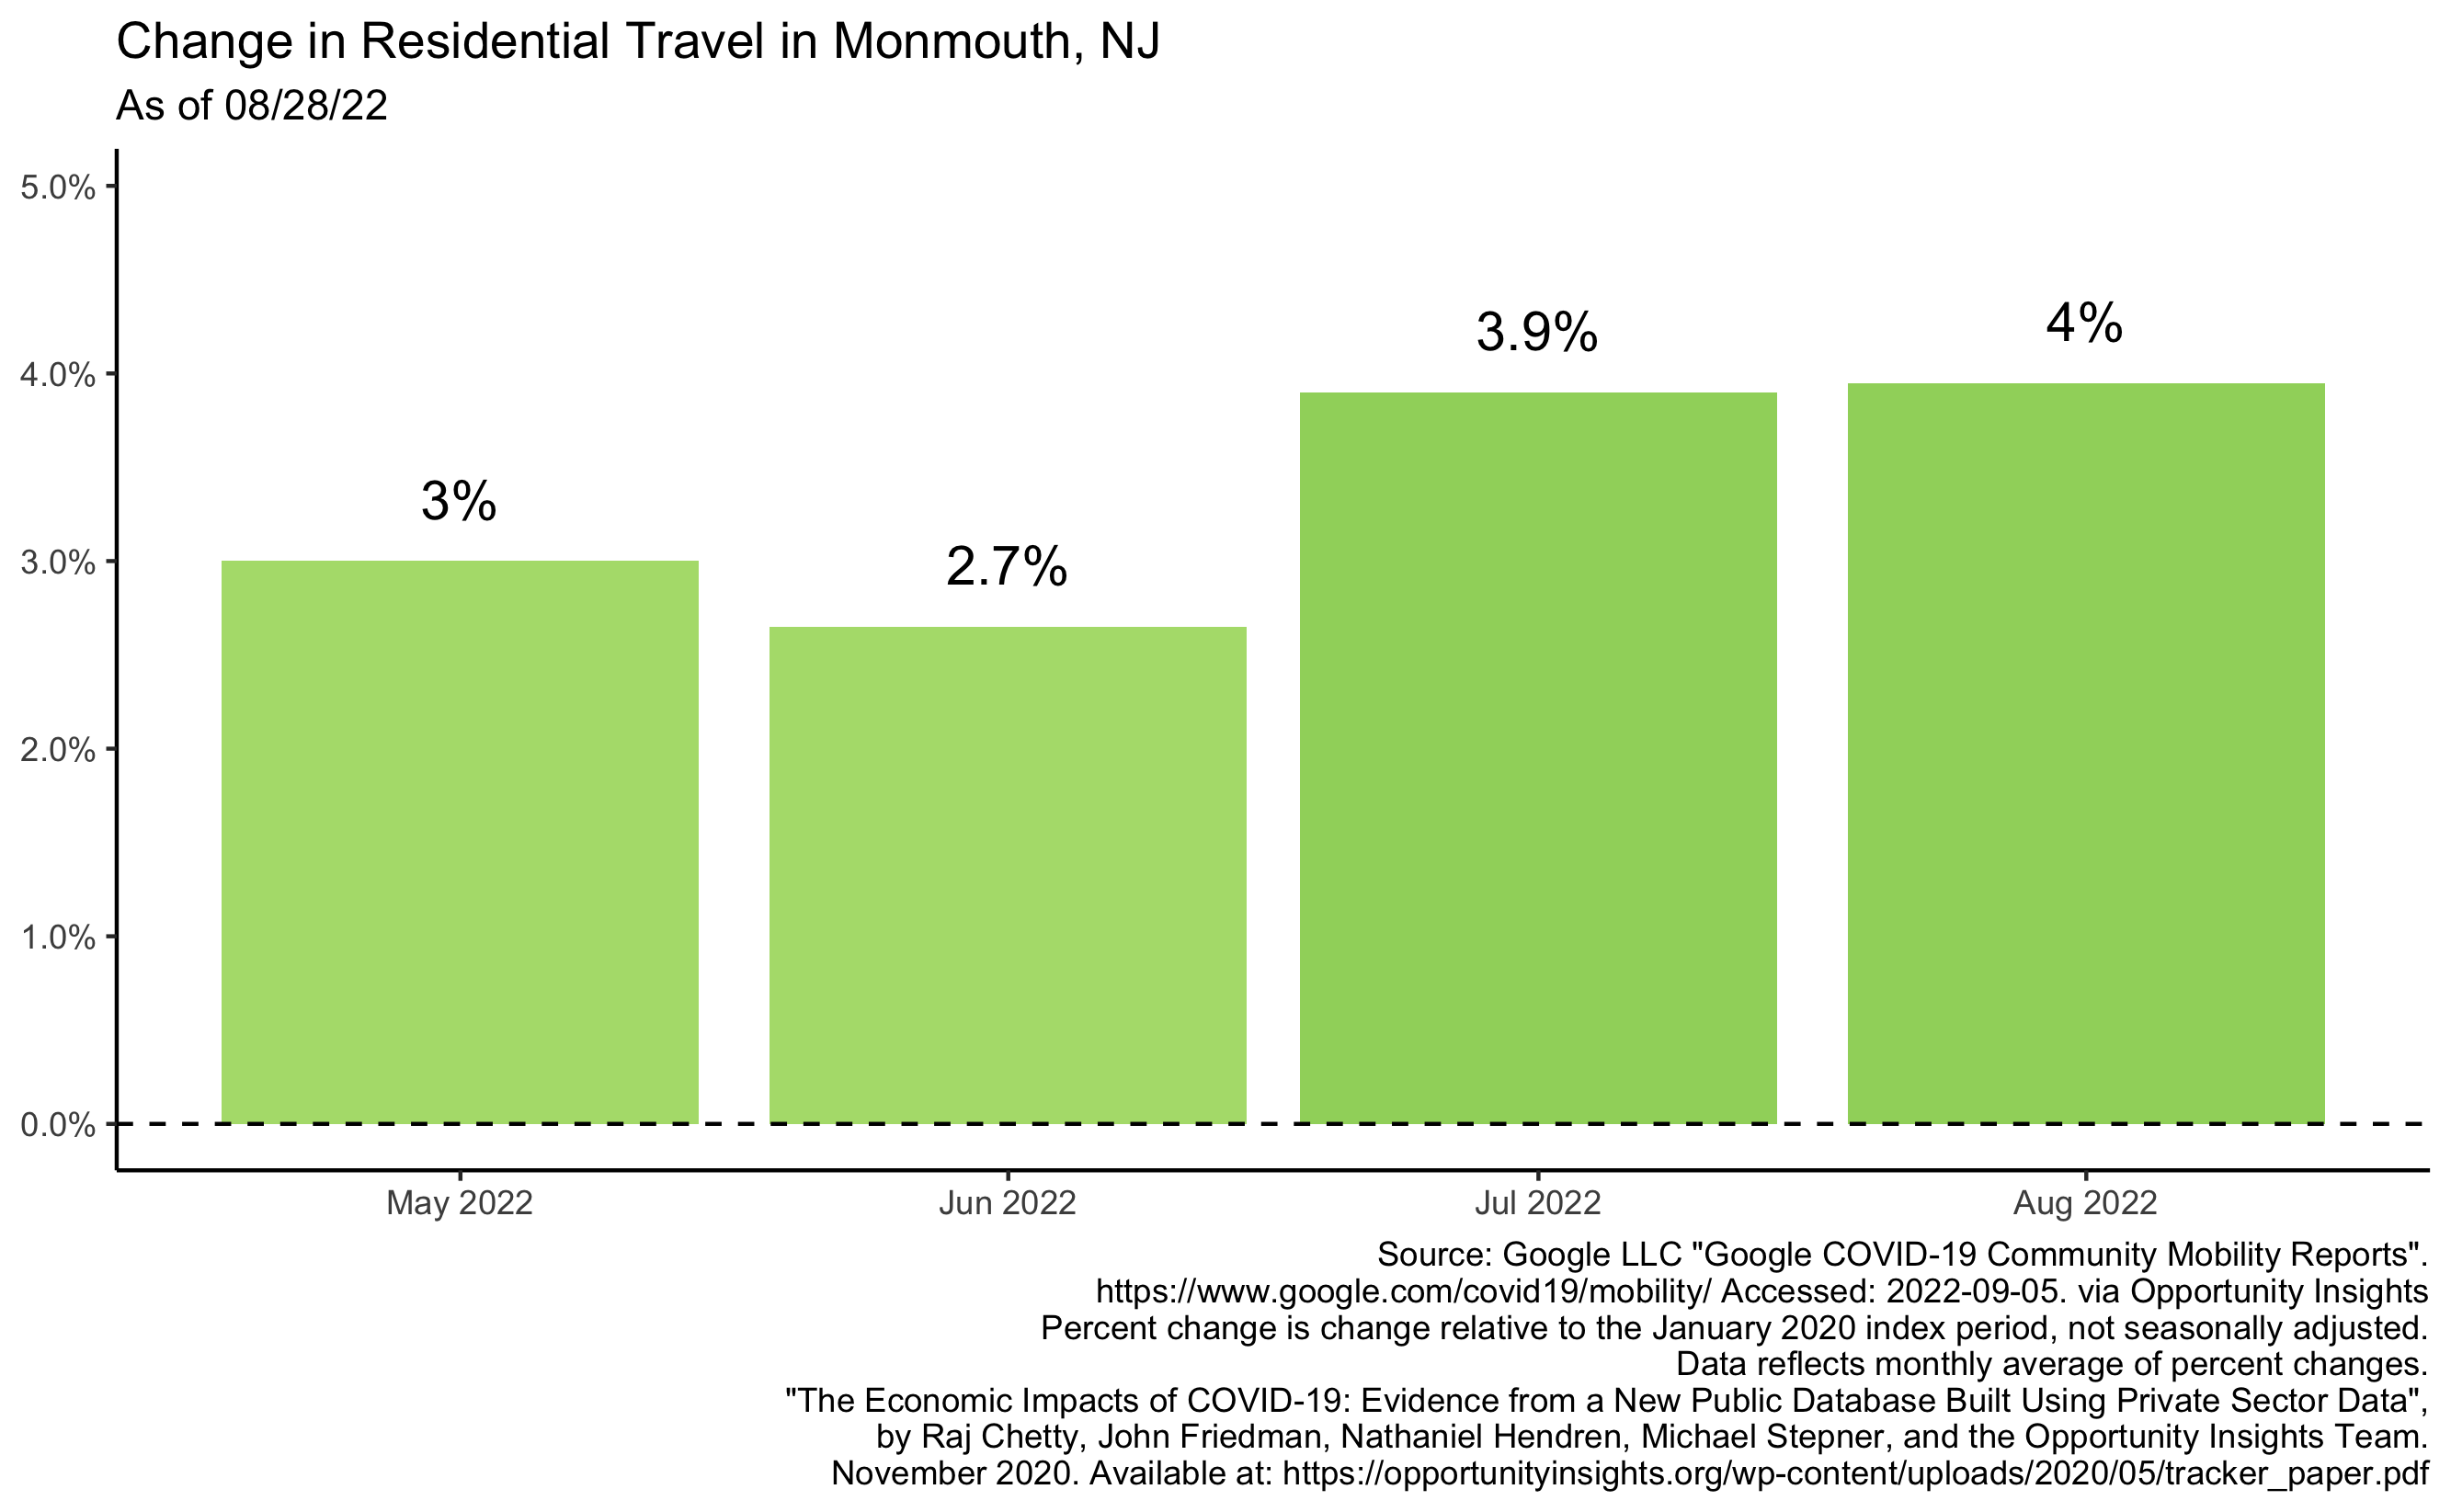 Change in Residential Travel in Monmouth, NJ
As of 08/28/22
5.0%
4.0%
3.0%
2.0%
1.0%
0.0%
3%
2.7%
3.9%
4%
May 2022
Jun 2022
Jul 2022
Aug 2022
Source: Google LLC "Google COVID-19 Community Mobility Reports".
https://www.google.com/covid19/mobility/ Accessed: 2022-09-05. via Opportunity Insights
Percent change is change relative to the January 2020 index period, not seasonally adjusted.
Data reflects monthly average of percent changes.
"The Economic Impacts of COVID-19: Evidence from a New Public Database Built Using Private Sector Data",
by Raj Chetty, John Friedman, Nathaniel Hendren, Michael Stepner, and the Opportunity Insights Team.
November 2020. Available at: https://opportunityinsights.org/wp-content/uploads/2020/05/tracker_paper.pdf